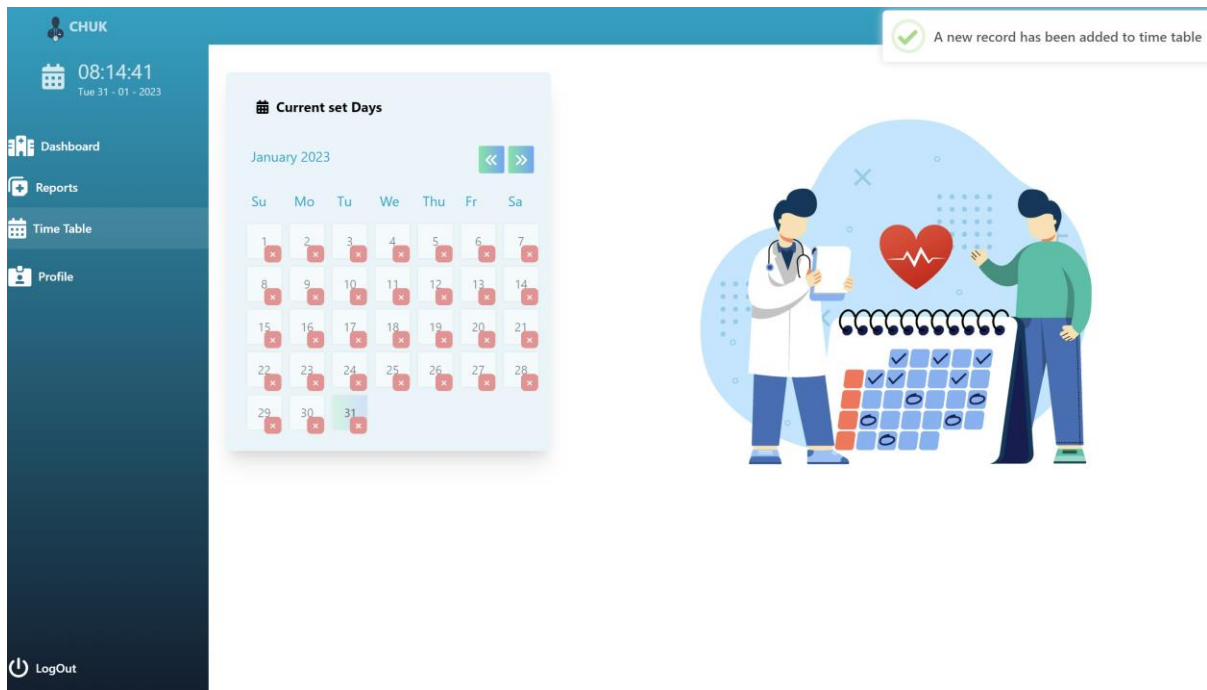 CHUK
A new record has been added to time table
08:14:41
Tue 31 - 01 - 2023
Dashboard
Reports
Time Table
Profile
LogOut
Current set Days
January 2023
Su Mo Tu We Thu Fr Sa
1 2 3 4 5 6 7
8 9 10 11 12 13 14
15 16 17 18 19 20 21
22 23 24 25 26 27 28
29 30 31